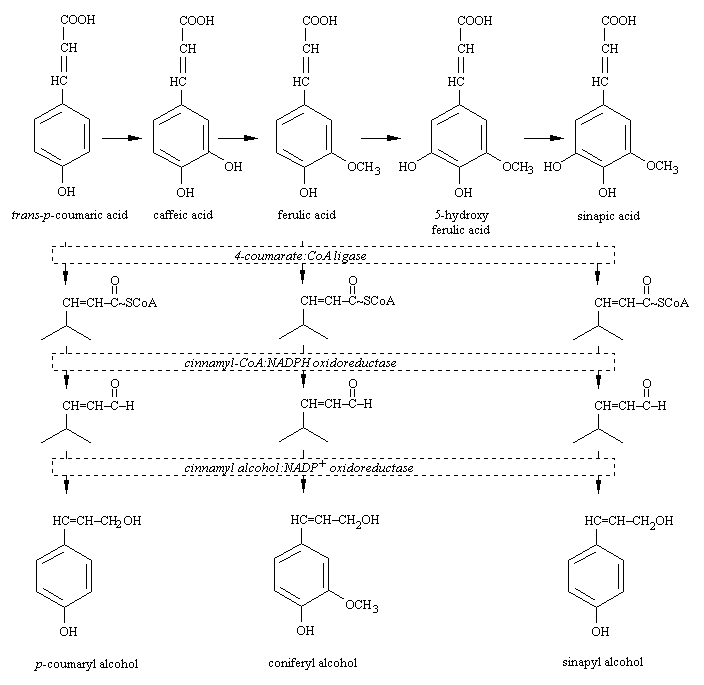 COOH COOH COOH COOH COOH
CH CH CH CH CH
HC HC HC HC HC
OH OCH3 HO OCH3 HO OCH3
OH OH OH OH OH
trans-p-coumaric acid caffeic acid ferulic acid 5-hydroxy ferulic acid sinapic acid
4-coumarate:CoA ligase
O O O
CH=CH–C~SCoA CH=CH–C~SCoA CH=CH–C~SCoA
cinnamyl-CoA:NADPH oxidoreductase
O O O
CH=CH–C–H CH=CH–C–H CH=CH–C–H
cinnamyl alcohol:NADP+ oxidoreductase
HC=CH–CH2OH HC=CH–CH2OH HC=CH–CH2OH
OCH3
OH OH OH
p-coumaryl alcohol coniferyl alcohol sinapyl alcohol